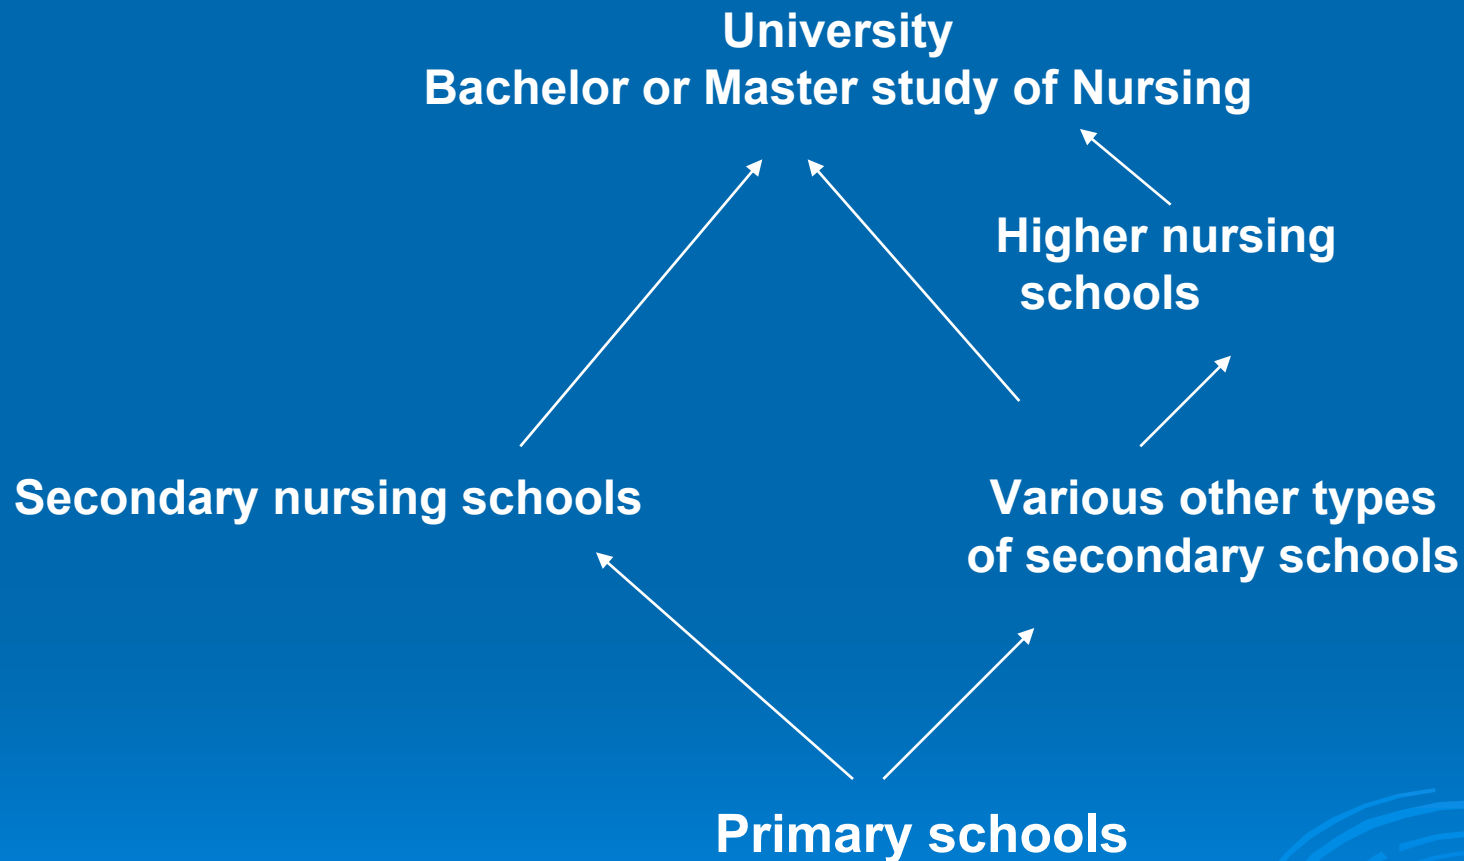 University
Bachelor or Master study of Nursing
Higher nursing
schools
Secondary nursing schools
Various other types
of secondary schools
Primary schools